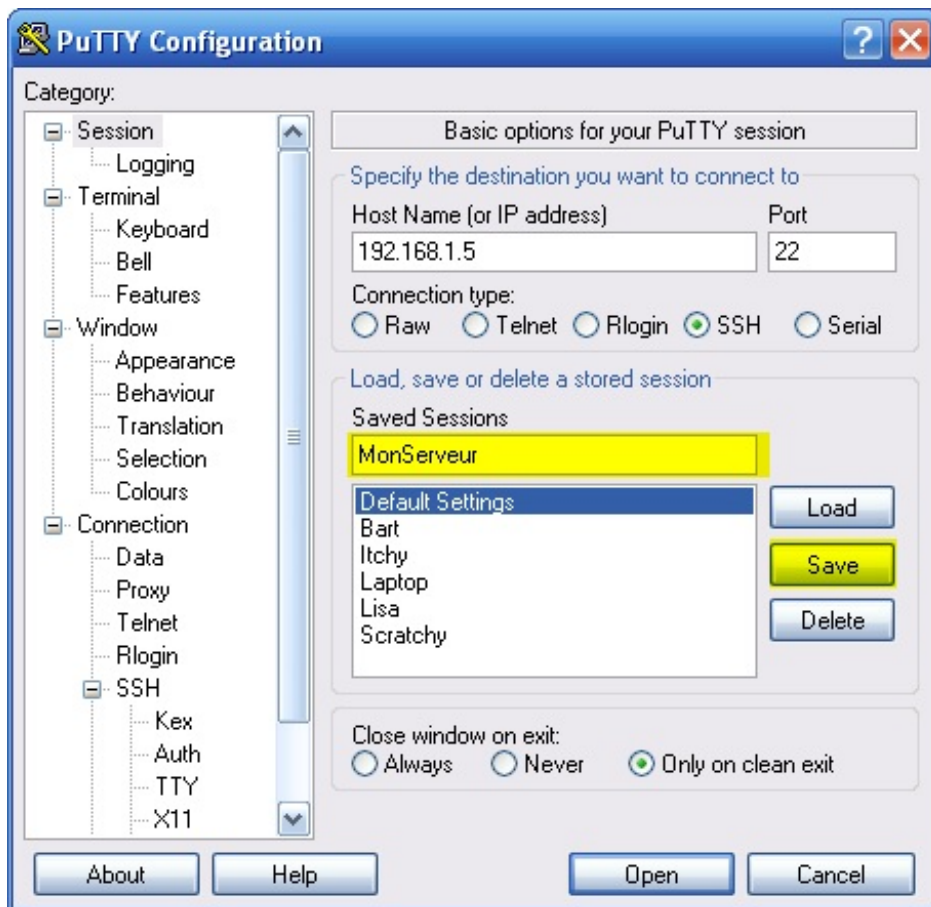 PuTTY Configuration
Category:
Session
Logging
Terminal
Keyboard
Bell
Features
Window
Appearance
Behaviour
Translation
Selection
Colours
Connection
Data
Proxy
Telnet
Rlogin
SSH
Kex
Auth
TTY
X11
Basic options for your PuTTY session
Specify the destination you want to connect to
Host Name (or IP address) Port
192.168.1.5 22
Connection type:
Raw Telnet Rlogin SSH Serial
Load, save or delete a stored session
Saved Sessions
MonServeur
Default Settings
Bart
Itchy
Laptop
Lisa
Scratchy
Load
Save
Delete
Close window on exit:
Always Never Only on clean exit
About Help Open Cancel